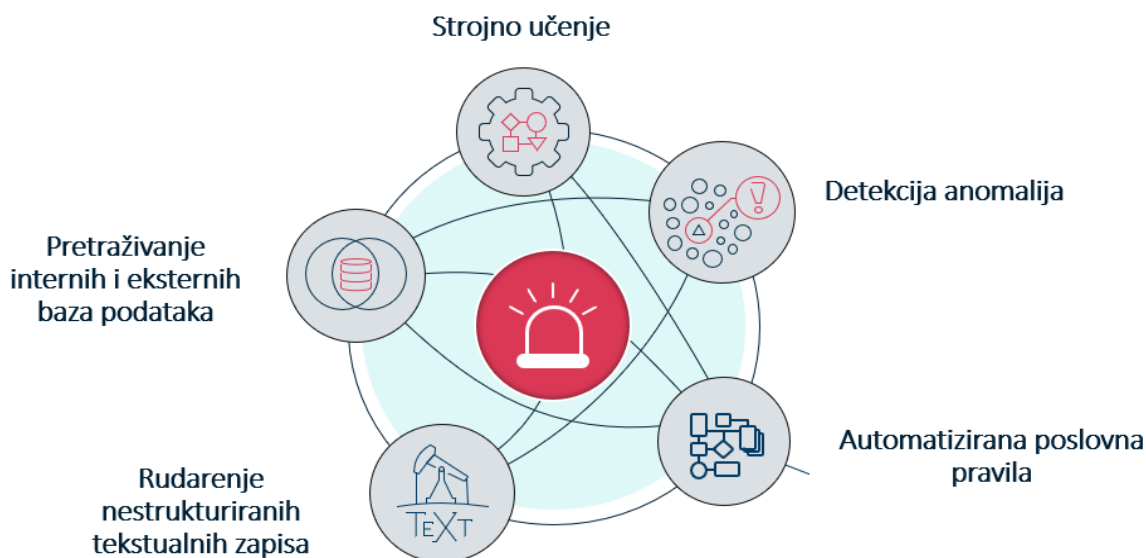 Strojno učenje
Detekcija anomalija
Pretraživanje
internih i eksternih
baza podataka
Automatizirana poslovna
pravila
Rudarenje
nestrukturiranih
tekstualnih zapisa
TeXT